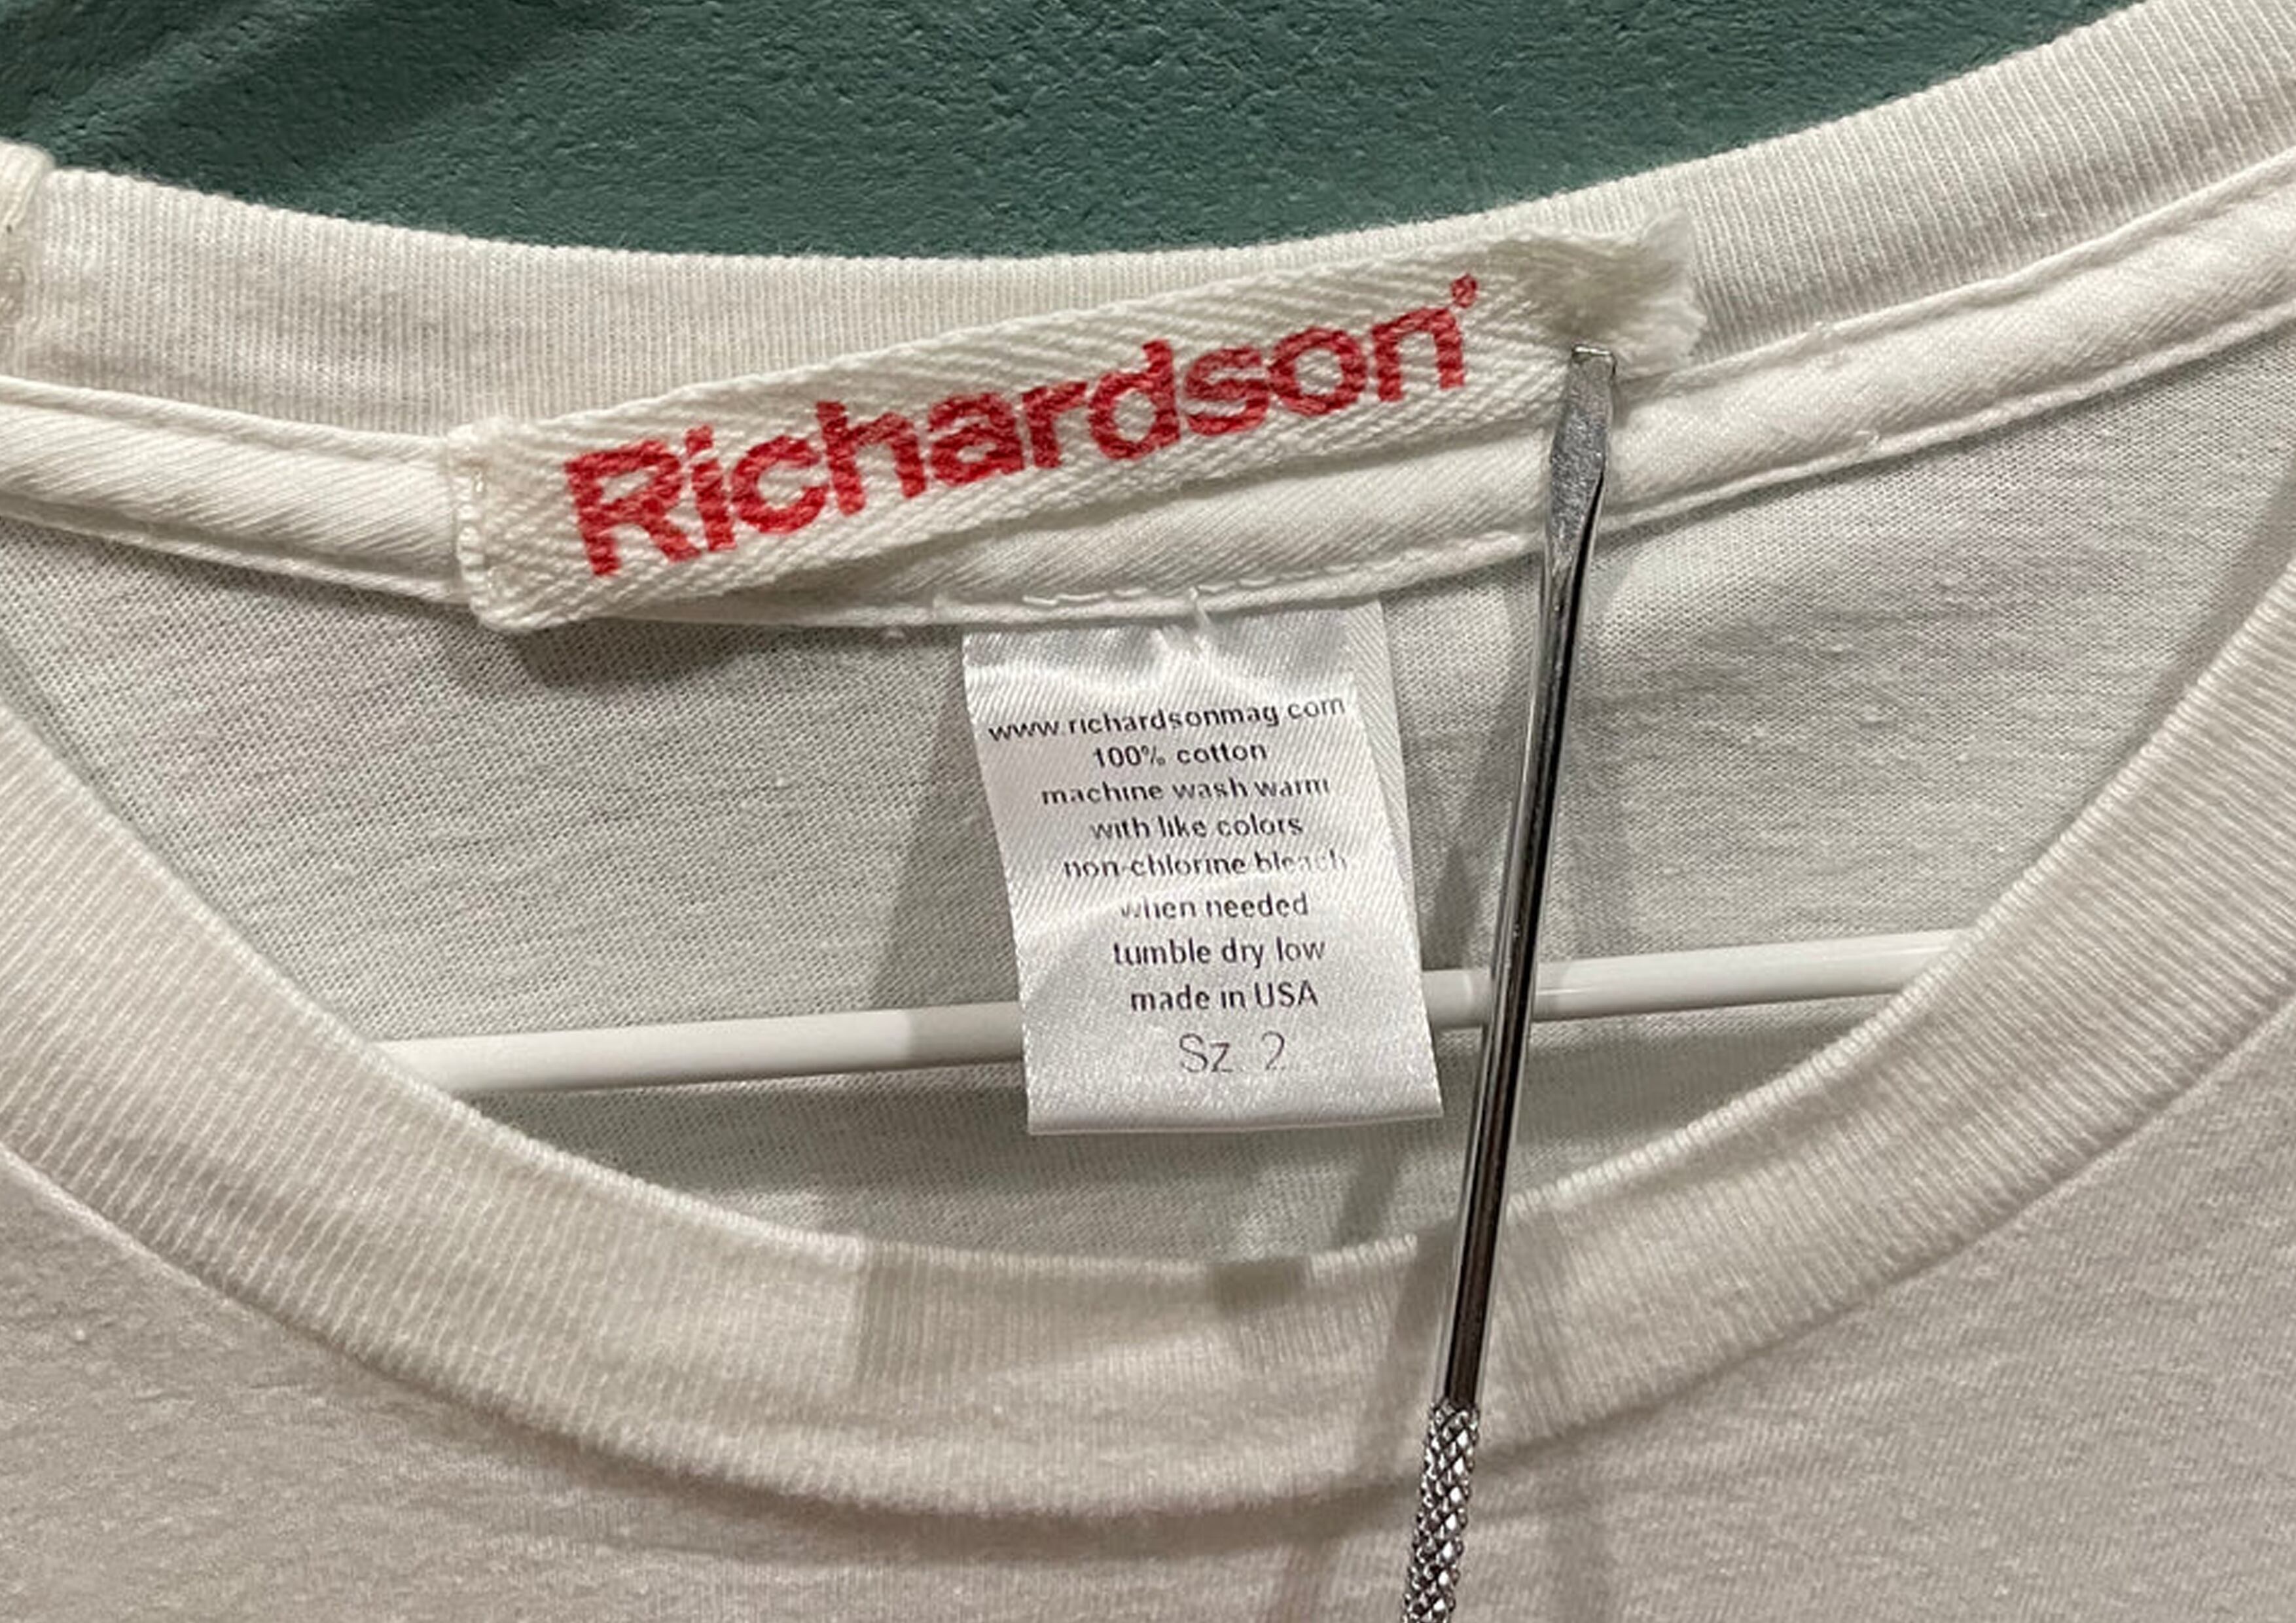 Richardson
www.richardsonmag.com
100% cotton
machine wash warm
with like colors
non-chlorine bleach
when needed
tumble dry low
made in USA
Sz. 2